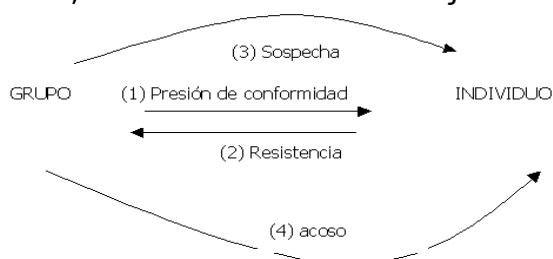 (3) Sospecha
GRUPO (1) Presión de conformidad INDIVIDUO
(2) Resistencia
(4) acoso